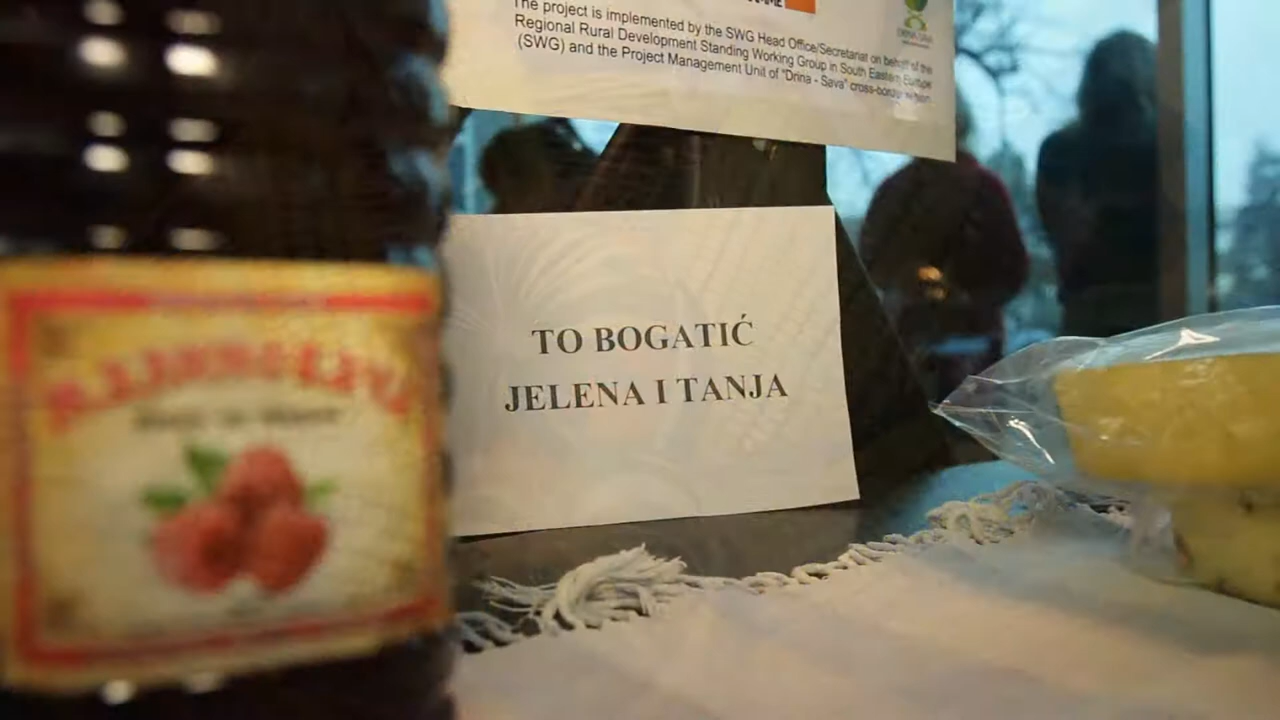 The project is implemented by the SWG Head Office/Secretariat on behalf of the
Regional Rural Development Standing Working Group in South Eastern Europe
(SWG) and the Project Management Unit of "Drina - Sava" cross-border
TO BOGATIĆ
JELENA I TANJA